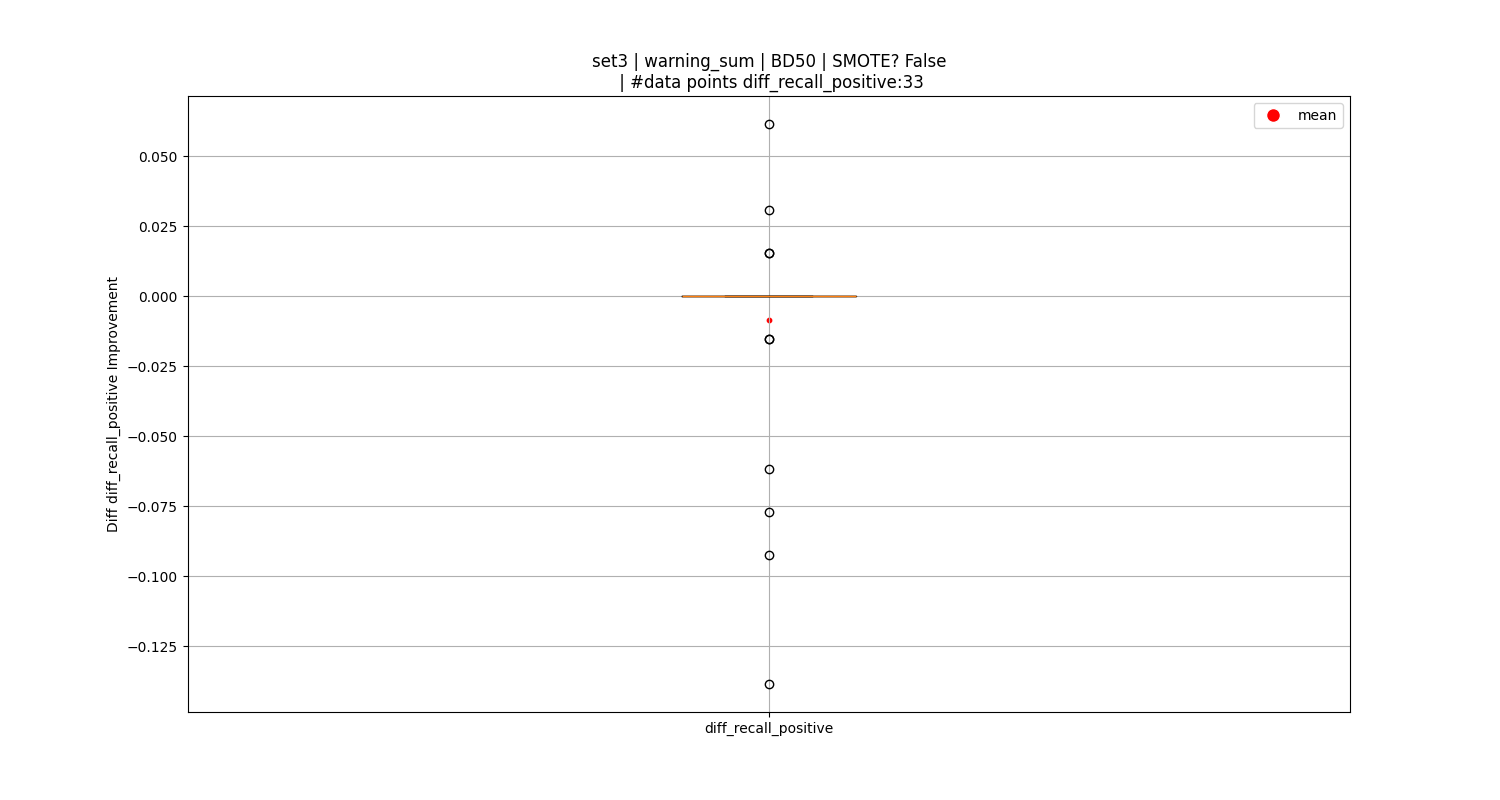 set3 | warning_sum | BD50 | SMOTE? False
| #data points diff_recall_positive:33
mean
Diff diff_recall_positive Improvement
0.050
0.025
0.000
−0.025
−0.050
−0.075
−0.100
−0.125
diff_recall_positive